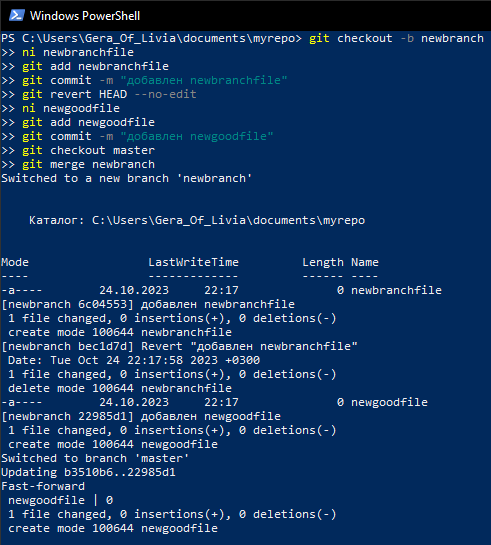 Windows PowerShell
PS C:\Users\Gera_Of_Livia\documents\myrepo> git checkout -b newbranch
>> ni newbranchfile
>> git add newbranchfile
>> git commit -m "добавлен newbranchfile"
>> git revert HEAD --no-edit
>> ni newgoodfile
>> git add newgoodfile
>> git commit -m "добавлен newgoodfile"
>> git checkout master
>> git merge newbranch
Switched to a new branch 'newbranch'
Каталог: C:\Users\Gera_Of_Livia\documents\myrepo
Mode LastWriteTime Length Name
---- ------------- ------ ----
-a---- 24.10.2023 22:17 0 newbranchfile
[newbranch 6c04553] добавлен newbranchfile
1 file changed, 0 insertions(+), 0 deletions(-)
create mode 100644 newbranchfile
[newbranch bec1d7d] Revert "добавлен newbranchfile"
Date: Tue Oct 24 22:17:58 2023 +0300
1 file changed, 0 insertions(+), 0 deletions(-)
delete mode 100644 newbranchfile
-a---- 24.10.2023 22:17 0 newgoodfile
[newbranch 22985d1] добавлен newgoodfile
1 file changed, 0 insertions(+), 0 deletions(-)
create mode 100644 newgoodfile
Switched to branch 'master'
Updating b3510b6..22985d1
Fast-forward
newgoodfile | 0
1 file changed, 0 insertions(+), 0 deletions(-)
create mode 100644 newgoodfile